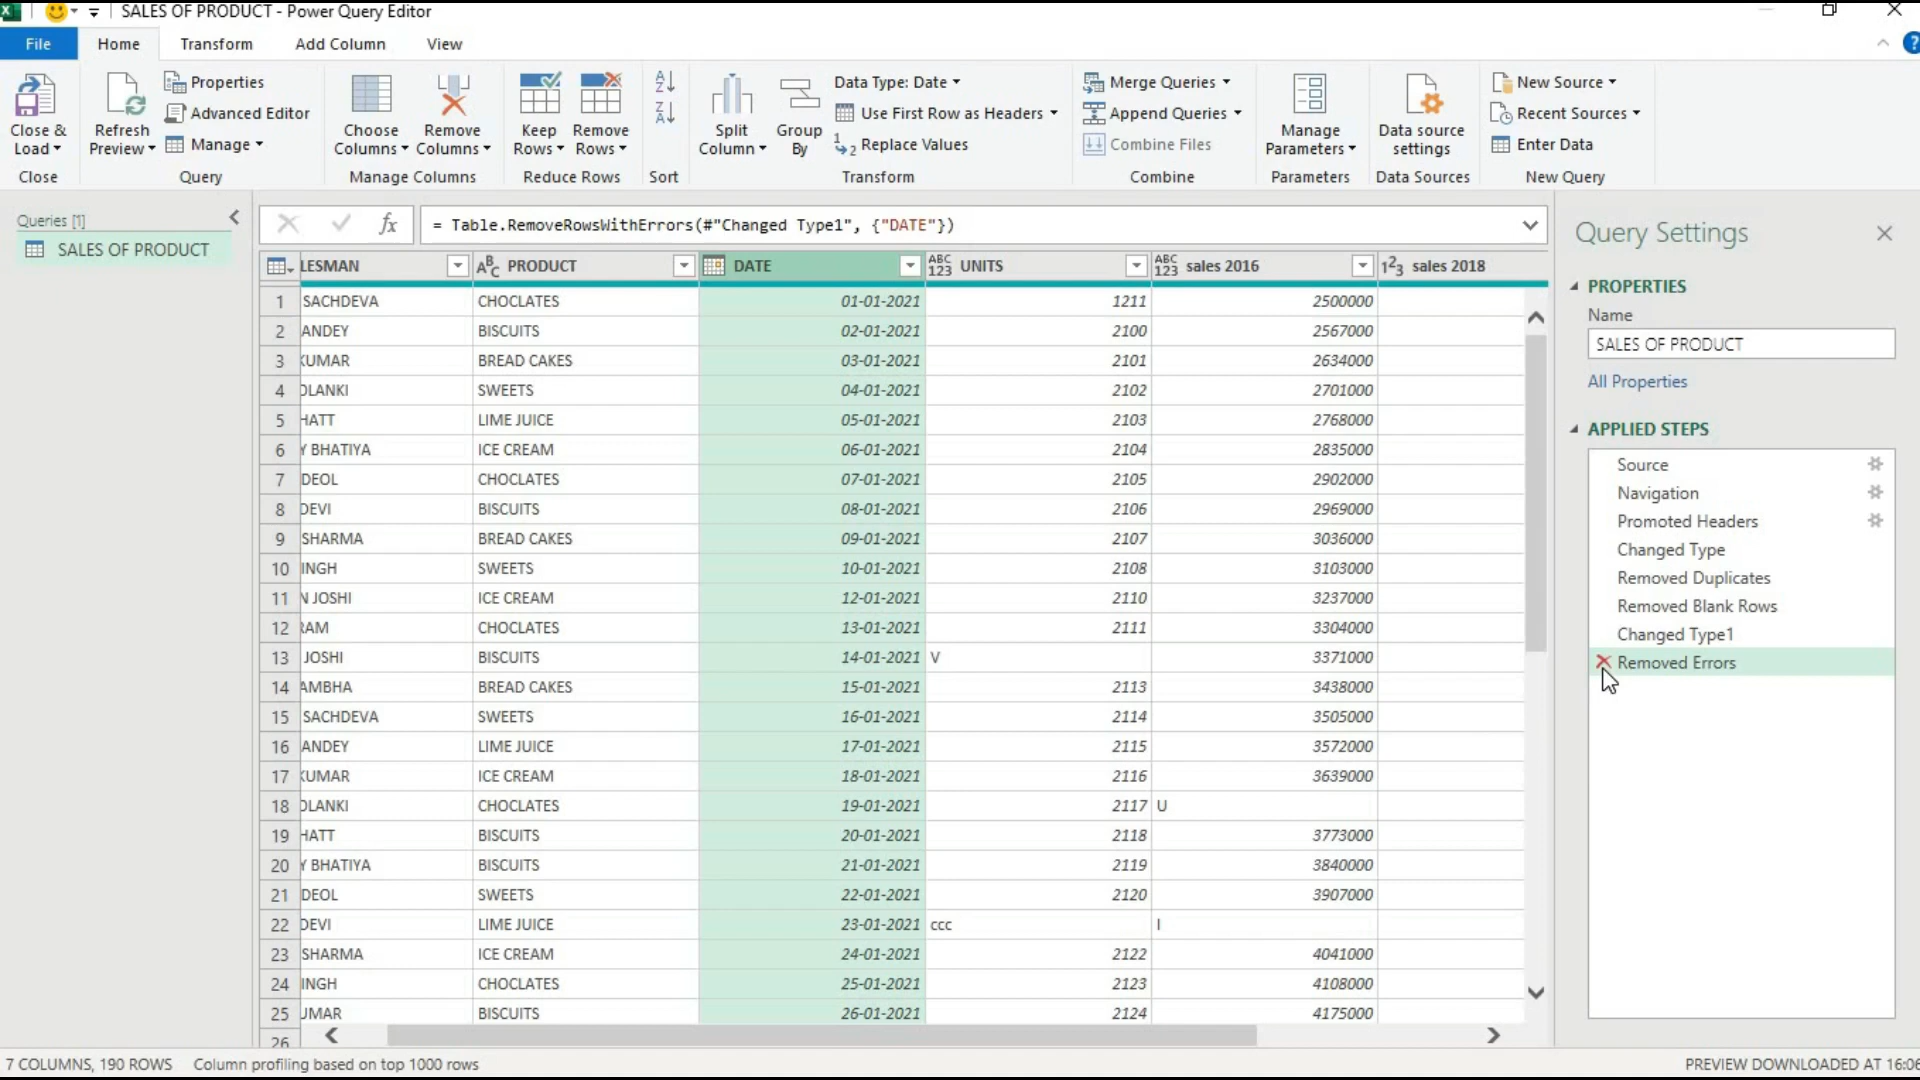 SALES OF PRODUCT - Power Query Editor
File Home Transform Add Column View
Close & Load
Close
Refresh Preview
Properties
Advanced Editor
Manage
Query
Choose Columns
Remove Columns
Manage Columns
Keep Rows
Remove Rows
Reduce Rows
Sort
Split Column
Group By
Data Type: Date
Use First Row as Headers
Replace Values
Transform
Merge Queries
Append Queries
Combine Files
Combine
Manage Parameters
Parameters
Data source settings
Data Sources
New Source
Recent Sources
Enter Data
New Query
Queries [1]
SALES OF PRODUCT
= Table.RemoveRowsWithErrors(#"Changed Type1", {"DATE"})
LESMAN ABC PRODUCT DATE ABC 123 UNITS ABC 123 sales 2016 123 sales 2018
1 SACHDEVA CHOCLATES 01-01-2021 1211 2500000
2 ANDEY BISCUITS 02-01-2021 2100 2567000
3 KUMAR BREAD CAKES 03-01-2021 2101 2634000
4 OLANKI SWEETS 04-01-2021 2102 2701000
5 HATT LIME JUICE 05-01-2021 2103 2768000
6 Y BHATIYA ICE CREAM 06-01-2021 2104 2835000
7 DEOL CHOCLATES 07-01-2021 2105 2902000
8 DEVI BISCUITS 08-01-2021 2106 2969000
9 SHARMA BREAD CAKES 09-01-2021 2107 3036000
10 INGH SWEETS 10-01-2021 2108 3103000
11 N JOSHI ICE CREAM 12-01-2021 2110 3237000
12 RAM CHOCLATES 13-01-2021 2111 3304000
13 JOSHI BISCUITS 14-01-2021 V 3371000
14 AMBHA BREAD CAKES 15-01-2021 2113 3438000
15 SACHDEVA SWEETS 16-01-2021 2114 3505000
16 ANDEY LIME JUICE 17-01-2021 2115 3572000
17 KUMAR ICE CREAM 18-01-2021 2116 3639000
18 OLANKI CHOCLATES 19-01-2021 2117 U
19 HATT BISCUITS 20-01-2021 2118 3773000
20 Y BHATIYA BISCUITS 21-01-2021 2119 3840000
21 DEOL SWEETS 22-01-2021 2120 3907000
22 DEVI LIME JUICE 23-01-2021 ccc I
23 SHARMA ICE CREAM 24-01-2021 2122 4041000
24 INGH CHOCLATES 25-01-2021 2123 4108000
25 UMAR BISCUITS 26-01-2021 2124 4175000
26
Query Settings
PROPERTIES
Name
SALES OF PRODUCT
All Properties
APPLIED STEPS
Source
Navigation
Promoted Headers
Changed Type
Removed Duplicates
Removed Blank Rows
Changed Type1
Removed Errors
7 COLUMNS, 190 ROWS Column profiling based on top 1000 rows
PREVIEW DOWNLOADED AT 16:06